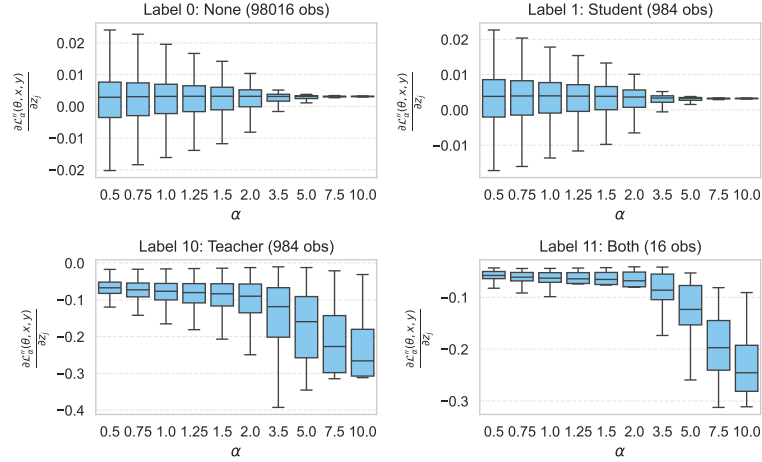 Label 0: None (98016 obs)
0.02
0.01
0.00
−0.01
−0.02
∂ℒ″α(θ, x, y)
∂zj
0.5 0.75 1.0 1.25 1.5 2.0 3.5 5.0 7.5 10.0
α
Label 1: Student (984 obs)
0.02
0.01
0.00
−0.01
∂ℒ″α(θ, x, y)
∂zj
0.5 0.75 1.0 1.25 1.5 2.0 3.5 5.0 7.5 10.0
α
Label 10: Teacher (984 obs)
0.0
−0.1
−0.2
−0.3
−0.4
∂ℒ″α(θ, x, y)
∂zj
0.5 0.75 1.0 1.25 1.5 2.0 3.5 5.0 7.5 10.0
α
Label 11: Both (16 obs)
−0.1
−0.2
−0.3
∂ℒ″α(θ, x, y)
∂zj
0.5 0.75 1.0 1.25 1.5 2.0 3.5 5.0 7.5 10.0
α